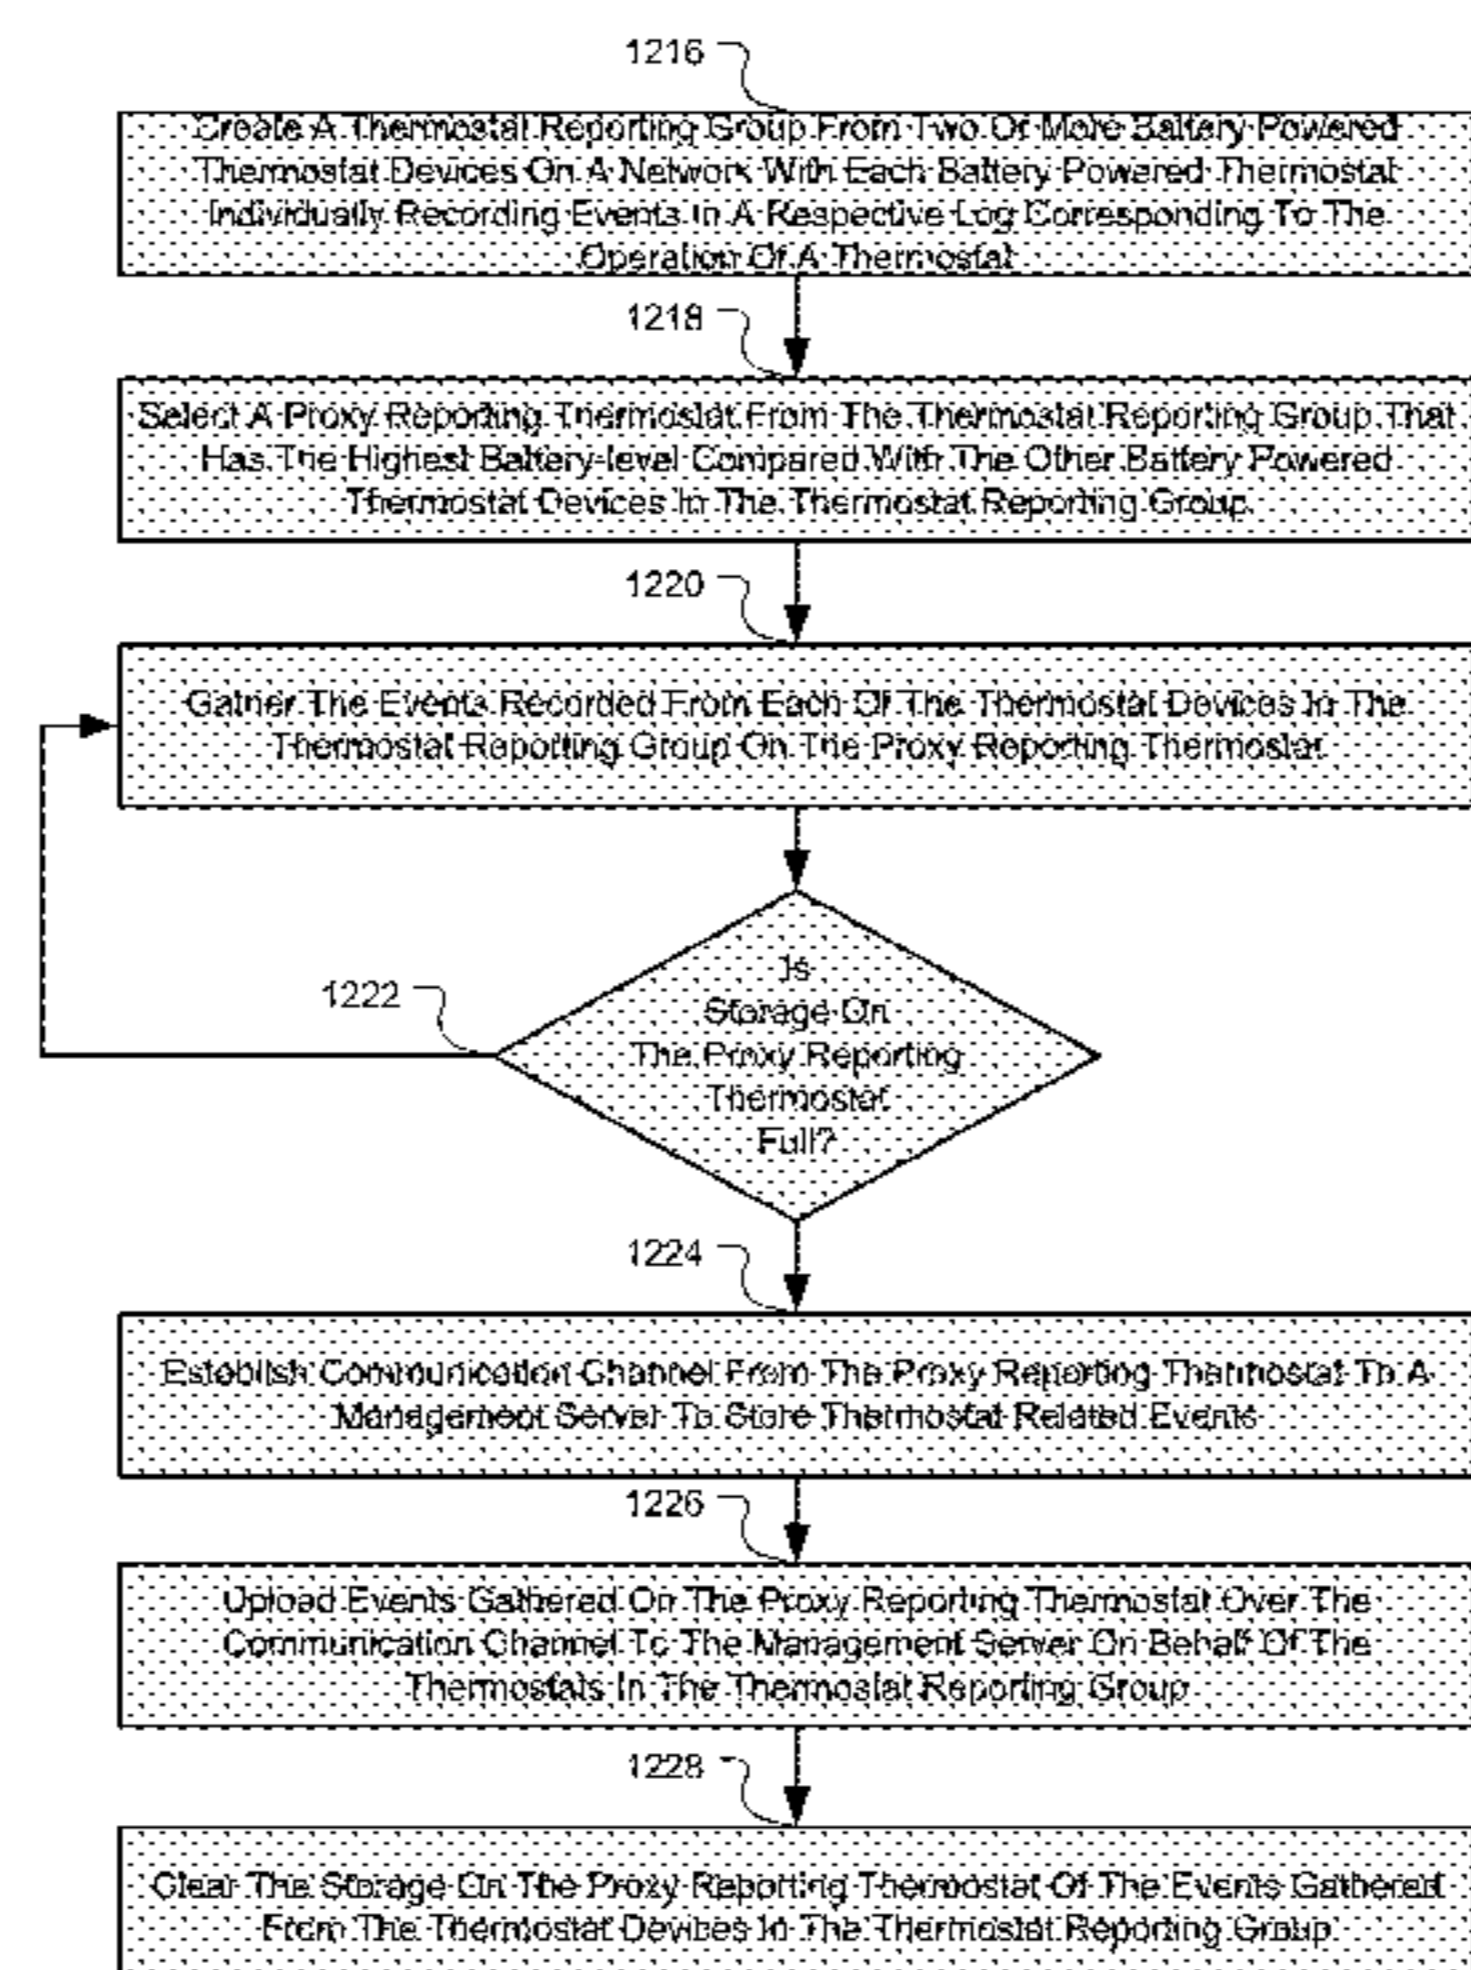 1216
Create A Thermostat Reporting Group From Two Or More Battery Powered
Thermostat Devices On A Network With Each Battery Powered Thermostat
Individually Recording Events In A Respective Log Corresponding To The
Operation Of A Thermostat
1218
Select A Proxy Reporting Thermostat From The Thermostat Reporting Group That
Has The Highest Battery-level Compared With The Other Battery Powered
Thermostat Devices In The Thermostat Reporting Group
1220
Gather The Events Recorded From Each Of The Thermostat Devices In The
Thermostat Reporting Group On The Proxy Reporting Thermostat
1222
Is
Storage On
The Proxy Reporting
Thermostat
Full?
1224
Establish Communication Channel From The Proxy Reporting Thermostat To A
Management Server To Store Thermostat Related Events
1226
Upload Events Gathered On The Proxy Reporting Thermostat Over The
Communication Channel To The Management Server On Behalf Of The
Thermostats In The Thermostat Reporting Group
1228
Clear The Storage On The Proxy Reporting Thermostat Of The Events Gathered
From The Thermostat Devices In The Thermostat Reporting Group